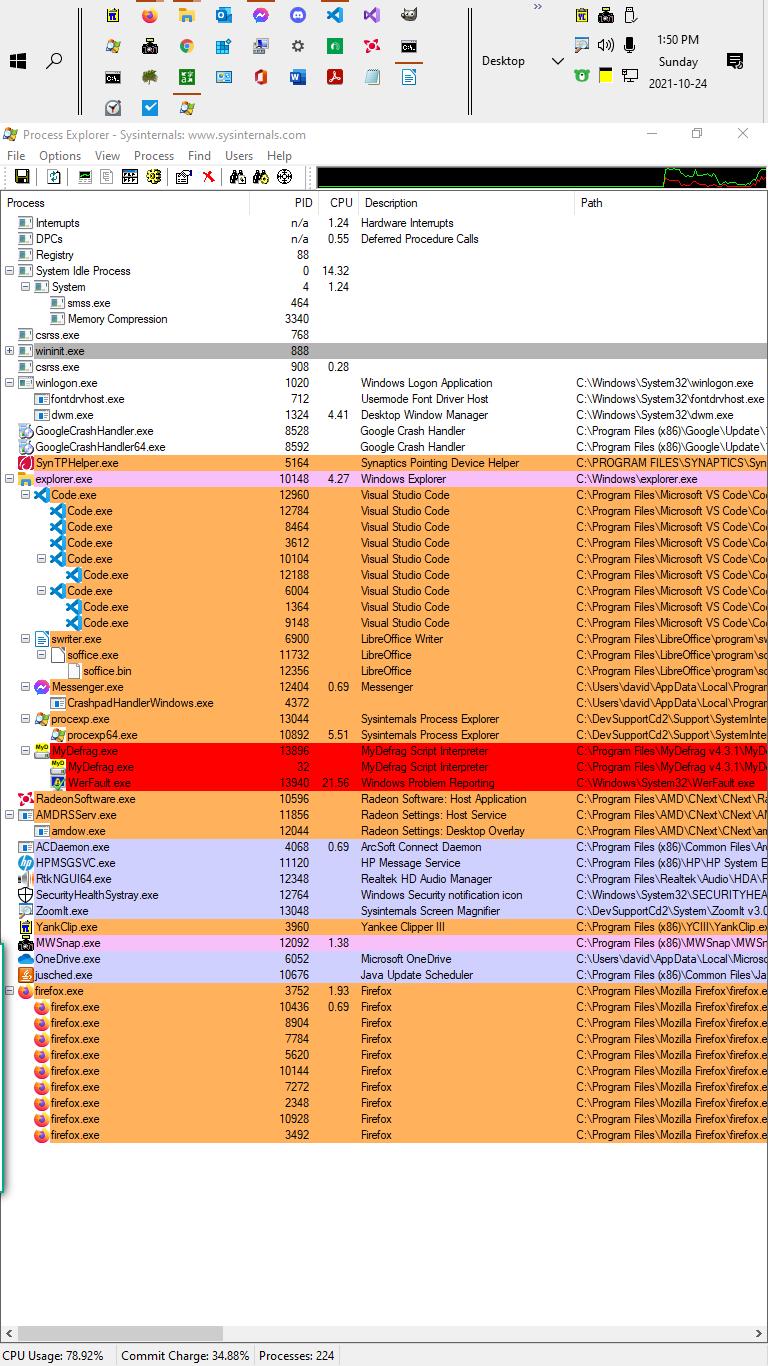 Desktop
1:50 PM
Sunday
2021-10-24
Process Explorer - Sysinternals: www.sysinternals.com
File Options View Process Find Users Help
Process PID CPU Description Path
Interrupts n/a 1.24 Hardware Interrupts
DPCs n/a 0.55 Deferred Procedure Calls
Registry 88
System Idle Process 0 14.32
System 4 1.24
smss.exe 464
Memory Compression 3340
csrss.exe 768
wininit.exe 888
csrss.exe 908 0.28
winlogon.exe 1020 Windows Logon Application C:\Windows\System32\winlogon.exe
fontdrvhost.exe 712 Usermode Font Driver Host C:\Windows\System32\fontdrvhost.exe
dwm.exe 1324 4.41 Desktop Window Manager C:\Windows\System32\dwm.exe
GoogleCrashHandler.exe 8528 Google Crash Handler C:\Program Files (x86)\Google\Update\
GoogleCrashHandler64.exe 8592 Google Crash Handler C:\Program Files (x86)\Google\Update\
SynTPHelper.exe 5164 Synaptics Pointing Device Helper C:\PROGRAM FILES\SYNAPTICS\Syn
explorer.exe 10148 4.27 Windows Explorer C:\Windows\explorer.exe
Code.exe 12960 Visual Studio Code C:\Program Files\Microsoft VS Code\Co
Code.exe 12784 Visual Studio Code C:\Program Files\Microsoft VS Code\Co
Code.exe 8464 Visual Studio Code C:\Program Files\Microsoft VS Code\Co
Code.exe 3612 Visual Studio Code C:\Program Files\Microsoft VS Code\Co
Code.exe 10104 Visual Studio Code C:\Program Files\Microsoft VS Code\Co
Code.exe 12188 Visual Studio Code C:\Program Files\Microsoft VS Code\Co
Code.exe 6004 Visual Studio Code C:\Program Files\Microsoft VS Code\Co
Code.exe 1364 Visual Studio Code C:\Program Files\Microsoft VS Code\Co
Code.exe 9148 Visual Studio Code C:\Program Files\Microsoft VS Code\Co
swriter.exe 6900 LibreOffice Writer C:\Program Files\LibreOffice\program\sw
soffice.exe 11732 LibreOffice C:\Program Files\LibreOffice\program\so
soffice.bin 12356 LibreOffice C:\Program Files\LibreOffice\program\so
Messenger.exe 12404 0.69 Messenger C:\Users\david\AppData\Local\Program
CrashpadHandlerWindows.exe 4372 C:\Users\david\AppData\Local\Program
procexp.exe 13044 Sysinternals Process Explorer C:\DevSupportCd2\Support\SystemInte
procexp64.exe 10892 5.51 Sysinternals Process Explorer C:\DevSupportCd2\Support\SystemInte
MyDefrag.exe 13896 MyDefrag Script Interpreter C:\Program Files\MyDefrag v4.3.1\MyD
MyDefrag.exe 32 MyDefrag Script Interpreter C:\Program Files\MyDefrag v4.3.1\MyD
WerFault.exe 13940 21.56 Windows Problem Reporting C:\Windows\System32\WerFault.exe
RadeonSoftware.exe 10596 Radeon Software: Host Application C:\Program Files\AMD\CNext\CNext\Ra
AMDRSServ.exe 11856 Radeon Settings: Host Service C:\Program Files\AMD\CNext\CNext\AM
amdow.exe 12044 Radeon Settings: Desktop Overlay C:\Program Files\AMD\CNext\CNext\am
ACDaemon.exe 4068 0.69 ArcSoft Connect Daemon C:\Program Files (x86)\Common Files\Ar
HPMSGSVC.exe 11120 HP Message Service C:\Program Files (x86)\HP\HP System E
RtkNGUI64.exe 12348 Realtek HD Audio Manager C:\Program Files\Realtek\Audio\HDA\R
SecurityHealthSystray.exe 12764 Windows Security notification icon C:\Windows\System32\SECURITYHEA
ZoomIt.exe 13048 Sysinternals Screen Magnifier C:\DevSupportCd2\System\ZoomIt v3.0
YankClip.exe 3960 Yankee Clipper III C:\Program Files (x86)\YCIII\YankClip.ex
MWSnap.exe 12092 1.38 C:\Program Files (x86)\MWSnap\MWSn
OneDrive.exe 6052 Microsoft OneDrive C:\Users\david\AppData\Local\Microso
jusched.exe 10676 Java Update Scheduler C:\Program Files (x86)\Common Files\Ja
firefox.exe 3752 1.93 Firefox C:\Program Files\Mozilla Firefox\firefox.e
firefox.exe 10436 0.69 Firefox C:\Program Files\Mozilla Firefox\firefox.e
firefox.exe 8904 Firefox C:\Program Files\Mozilla Firefox\firefox.e
firefox.exe 7784 Firefox C:\Program Files\Mozilla Firefox\firefox.e
firefox.exe 5620 Firefox C:\Program Files\Mozilla Firefox\firefox.e
firefox.exe 10144 Firefox C:\Program Files\Mozilla Firefox\firefox.e
firefox.exe 7272 Firefox C:\Program Files\Mozilla Firefox\firefox.e
firefox.exe 2348 Firefox C:\Program Files\Mozilla Firefox\firefox.e
firefox.exe 10928 Firefox C:\Program Files\Mozilla Firefox\firefox.e
firefox.exe 3492 Firefox C:\Program Files\Mozilla Firefox\firefox.e
CPU Usage: 78.92% Commit Charge: 34.88% Processes: 224